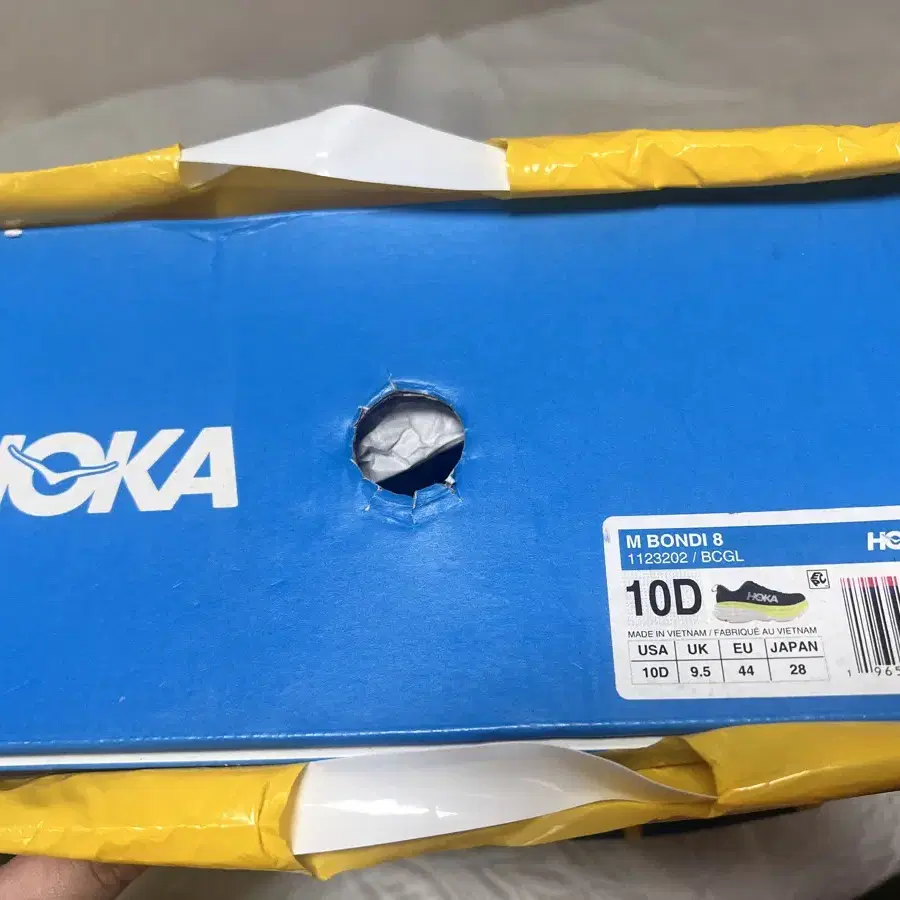 HOKA
M BONDI 8
1123202 / BCGL
10D
HOKA
MADE IN VIETNAM / FABRIQUÉ AU VIETNAM
USA UK EU JAPAN
10D 9.5 44 28